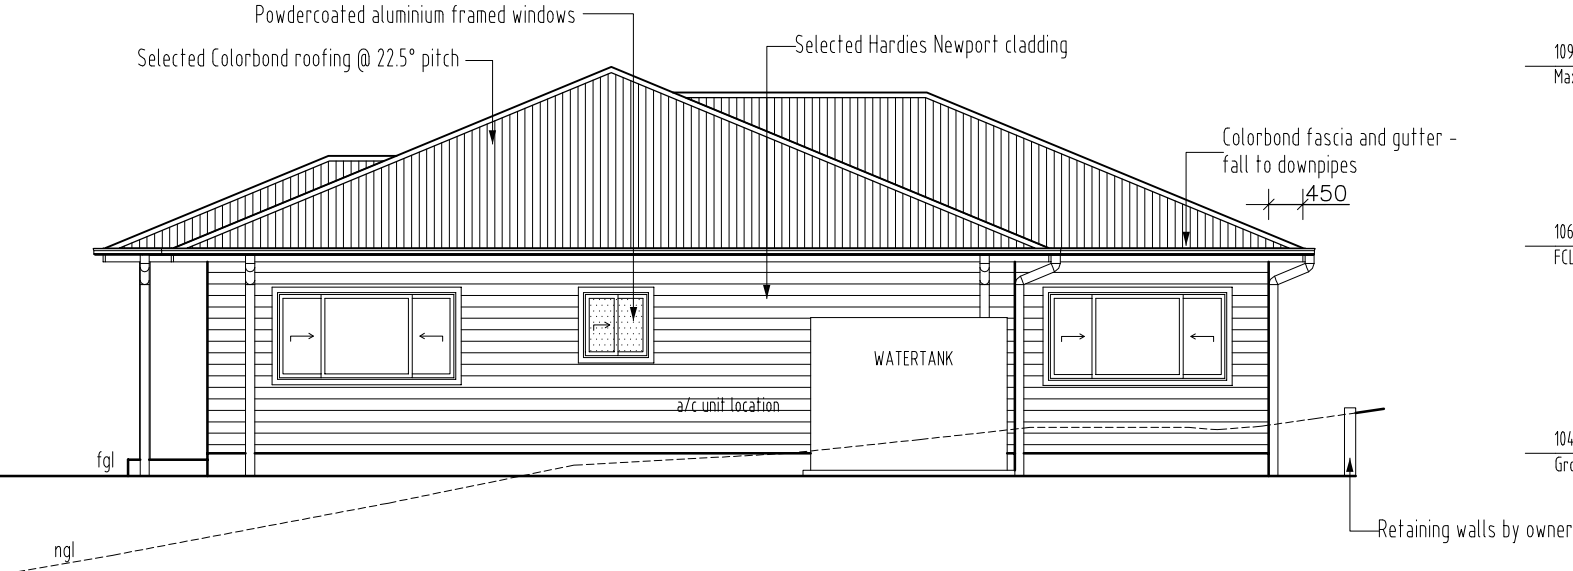 Powdercoated aluminium framed windows
Selected Hardies Newport cladding
Selected Colorbond roofing @ 22.5° pitch
109
Colorbond fascia and gutter -
fall to downpipes
450
106
FCL
WATERTANK
a/c unit location
104
fgl
Retaining walls by owner
ngl